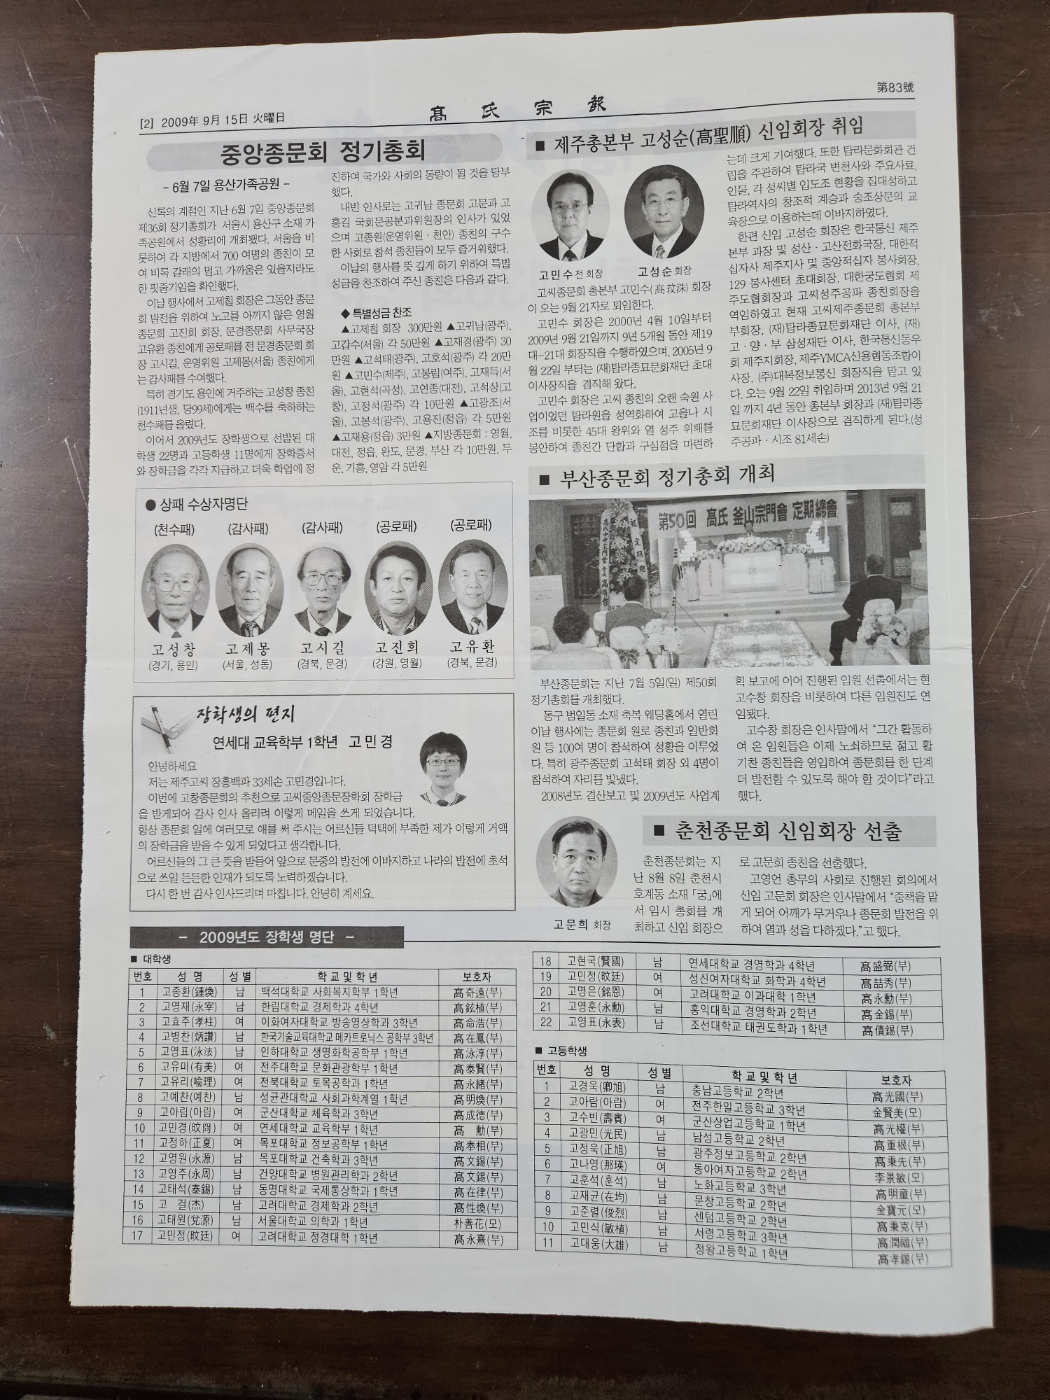 [2] 2009年 9月 15日 火曜日
髙 氏 宗 報
第83號
중앙종문회 정기총회
- 6월 7일 용산가족공원 -
신록의 계절인 지난 6월 7일 중앙종문회
제36회 정기총회가 서울시 용산구 소재 가
족공원에서 성황리에 개최됐다. 서울을 비
롯하여 각 지방에서 700 여명의 종친이 모
여 비록 갈래의 멀고 가까움은 있을지라도
한 핏줄임을 확인했다.
이날 행사에서 고제철 회장은 그동안 종문
회 발전을 위하여 노고를 아끼지 않은 영월
종문회 고진희 회장, 문경종문회 사무국장
고유환 종친에게 공로패를 전 문경종문회 회
장 고시길, 운영위원 고제몽(서울) 종친에게
는 감사패를 수여했다.
특히 경기도 용인에 거주하는 고성창 종친
(1911년생, 당99세)에게는 백수를 축하하는
천수패를 올렸다.
이어서 2009년도 장학생으로 선발된 대
학생 22명과 고등학생 11명에게 장학증서
와 장학금을 각각 지급하고 더욱 학업에 정
진하여 국가와 사회의 동량이 될 것을 당부
했다.
내빈 인사로는 고귀남 종문회 고문과 고
흥길 국회문공분과위원장의 인사가 있었
으며 고종원(운영위원·천안) 종친의 구수
한 사회로 참석 종친들이 모두 즐거워했다.
이날의 행사를 뜻 깊게 하기 위하여 특별
성금을 찬조하여 주신 종친은 다음과 같다.
◆ 특별성금 찬조
▲고제철 회장 300만원 ▲고귀남(광주),
고갑수(서울) 각 50만원 ▲고재경(광주) 30
만원 ▲고석태(광주), 고호석(광주) 각 20만
원 ▲고민수(제주), 고봉림(여주), 고재득(서
울), 고현석(곡성), 고연종(대전), 고석상(고
창), 고정석(광주) 각 10만원 ▲고광조(서
울), 고봉석(광주), 고용진(정읍) 각 5만원
▲고재용(정읍) 3만원 ▲지방종문회 : 영월,
대전, 정읍, 완도, 문경, 부산 각 10만원, 두
운, 기흥, 영암 각 5만원
● 상패 수상자명단
(천수패) (감사패) (감사패) (공로패) (공로패)
고성창 고제몽 고시길 고진희 고유환
(경기, 용인) (서울, 성동) (경북, 문경) (강원, 영월) (경북, 문경)
장학생의 편지
연세대 교육학부 1학년 고민경
안녕하세요
저는 제주고씨 장흥백파 33세손 고민경입니다.
이번에 고창종문회의 추천으로 고씨중앙종문장학회 장학금
을 받게되어 감사 인사 올리려 이렇게 메일을 쓰게 되었습니다.
항상 종문회 일에 여러모로 애를 써 주시는 어르신들 덕택에 부족한 제가 이렇게 거액
의 장학금을 받을 수 있게 되었다고 생각합니다.
어르신들의 그 큰 뜻을 받들어 앞으로 문중의 발전에 이바지하고 나라의 발전에 초석
으로 쓰일 든든한 인재가 되도록 노력하겠습니다.
다시 한 번 감사 인사드리며 마칩니다. 안녕히 계세요.
■ 제주총본부 고성순(髙聖順) 신임회장 취임
고민수 전 회장
고성순 회장
고씨종문회 총본부 고민수(髙玟洙) 회장
이 오는 9월 21자로 퇴임한다.
고민수 회장은 2000년 4월 10일부터
2009년 9월 21일까지 9년 5개월 동안 제19
대-21대 회장직을 수행하였으며, 2005년 9
월 22일 부터는 (재)탐라종묘문화재단 초대
이사장직을 겸직해 왔다.
고민수 회장은 고씨 종친의 오랜 숙원 사
업이었던 탐라원을 성역화하여 고을나 시
조를 비롯한 45대 왕위와 열 성주 위패를
봉안하여 종친간 단합과 구심점을 마련하
는데 크게 기여했다. 또한 탐라문화회관 건
립을 주관하여 탐라국 변천사와 주요사료,
인물, 각 성씨별 입도조 현황을 집대성하고
탐라역사의 창조적 계승과 숭조상문의 교
육장으로 이용하는데 이바지하였다.
한편 신임 고성순 회장은 한국통신 제주
본부 과장 및 성산·고산전화국장, 대한적
십자사 제주지사 및 중앙적십자 봉사회장,
129 봉사센터 초대회장, 대한궁도협회 제
주도협회장과 고씨성주공파 종친회장을
역임하였고 현재 고씨제주종문회 총본부
부회장, (재)탐라종묘문화재단 이사, (재)
고·양·부 삼성재단 이사, 한국통신동우
회 제주지회장, 제주YMCA신용협동조합이
사장, (주)대복정보통신 회장직을 맡고 있
다. 오는 9월 22일 취임하며 2013년 9월 21
일 까지 4년 동안 총본부 회장과 (재)탐라종
묘문화재단 이사장으로 겸직하게 된다.(성
주공파·시조 81세손)
■ 부산종문회 정기총회 개최
第50回 髙氏 釜山宗門會 定期總會
부산종문회는 지난 7월 5일(일) 제50회
정기총회를 개최했다.
동구 범일동 소재 축복 웨딩홀에서 열린
이날 행사에는 종문회 원로 종친과 일반회
원 등 100여 명이 참석하여 성황을 이루었
다. 특히 광주종문회 고석태 회장 외 4명이
참석하여 자리를 빛냈다.
2008년도 결산보고 및 2009년도 사업계
획 보고에 이어 진행된 임원 선출에서는 현
고수창 회장을 비롯하여 다른 임원진도 연
임됐다.
고수창 회장은 인사말에서 "그간 활동하
여 온 임원들은 이제 노쇠하므로 젊고 활
기찬 종친들을 영입하여 종문회를 한 단계
더 발전할 수 있도록 해야 할 것이다"라고
했다.
■ 춘천종문회 신임회장 선출
고문희 회장
춘천종문회는 지
난 8월 8일 춘천시
호계동 소재 「궁」에
서 임시 총회를 개
최하고 신임 회장으
로 고문희 종친을 선출했다.
고영언 총무의 사회로 진행된 회의에서
신임 고문회 회장은 인사말에서 "중책을 맡
게 되어 어깨가 무거우나 종문회 발전을 위
하여 열과 성을 다하겠다."고 했다.
- 2009년도 장학생 명단 -
■ 대학생
번호 성 명 성 별 학 교 및 학 년 보호자
1 고종환(鍾煥) 남 백석대학교 사회복지학부 1학년 髙奇遠(부)
2 고영재(永宰) 남 한림대학교 경제학과 4학년 髙鉉植(부)
3 고효주(孝柱) 여 이화여자대학교 방송영상학과 3학년 髙命浩(부)
4 고병찬(炳讚) 남 한국기술교육대학교 메카트로닉스 공학부 3학년 髙在鳳(부)
5 고영표(泳法) 남 인하대학교 생명화학공학부 1학년 髙泳淳(부)
6 고유미(有美) 여 전주대학교 문화관광학부 1학년 髙泰賢(부)
7 고유리(喩理) 여 전북대학교 토목공학과 1학년 髙永緖(부)
8 고예찬(예찬) 남 성균관대학교 사회과학계열 1학년 髙明煥(부)
9 고아립(아립) 여 군산대학교 체육학과 3학년 髙成德(부)
10 고민경(旼冏) 여 연세대학교 교육학부 1학년 髙 勳(부)
11 고정하(正夏) 여 목포대학교 정보공학부 1학년 髙奉相(부)
12 고영원(永源) 남 목포대학교 건축학과 3학년 髙文錫(부)
13 고영주(永周) 남 건양대학교 병원관리학과 2학년 髙文錫(부)
14 고태석(泰錫) 남 동명대학교 국제통상학과 1학년 髙在律(부)
15 고 걸(杰) 남 고려대학교 경제학과 2학년 髙性煥(부)
16 고태원(兌源) 남 서울대학교 의학과 1학년 朴善花(모)
17 고민정(旼廷) 여 고려대학교 정경대학 1학년 髙永熹(부)
18 고현국(賢國) 남 연세대학교 경영학과 4학년 髙盛弼(부)
19 고민정(旼廷) 여 성신여자대학교 화학과 4학년 髙喆秀(부)
20 고명은(銘恩) 여 고려대학교 이과대학 1학년 髙永勳(부)
21 고영훈(永勳) 남 홍익대학교 경영학과 2학년 髙金錫(부)
22 고영표(永表) 남 조선대학교 태권도학과 1학년 髙僨錫(부)
■ 고등학생
번호 성 명 성 별 학 교 및 학 년 보호자
1 고경욱(卿旭) 남 충남고등학교 2학년 髙光國(부)
2 고아람(아람) 여 전주한일고등학교 3학년 金賢美(모)
3 고수빈(壽賓) 여 군산상업고등학교 1학년 髙光權(부)
4 고광민(光民) 남 남성고등학교 2학년 髙重根(부)
5 고정욱(正旭) 남 광주정보고등학교 2학년 髙秉先(부)
6 고나영(那瑛) 여 동아여자고등학교 2학년 李景敏(모)
7 고훈석(훈석) 남 노화고등학교 3학년 髙明童(부)
8 고재균(在均) 남 문창고등학교 2학년 金寶元(모)
9 고준렬(俊烈) 남 센텀고등학교 2학년 髙秉克(부)
10 고민식(敏植) 남 서령고등학교 3학년 髙潤福(부)
11 고대웅(大雄) 남 정왕고등학교 1학년 髙孝錫(부)